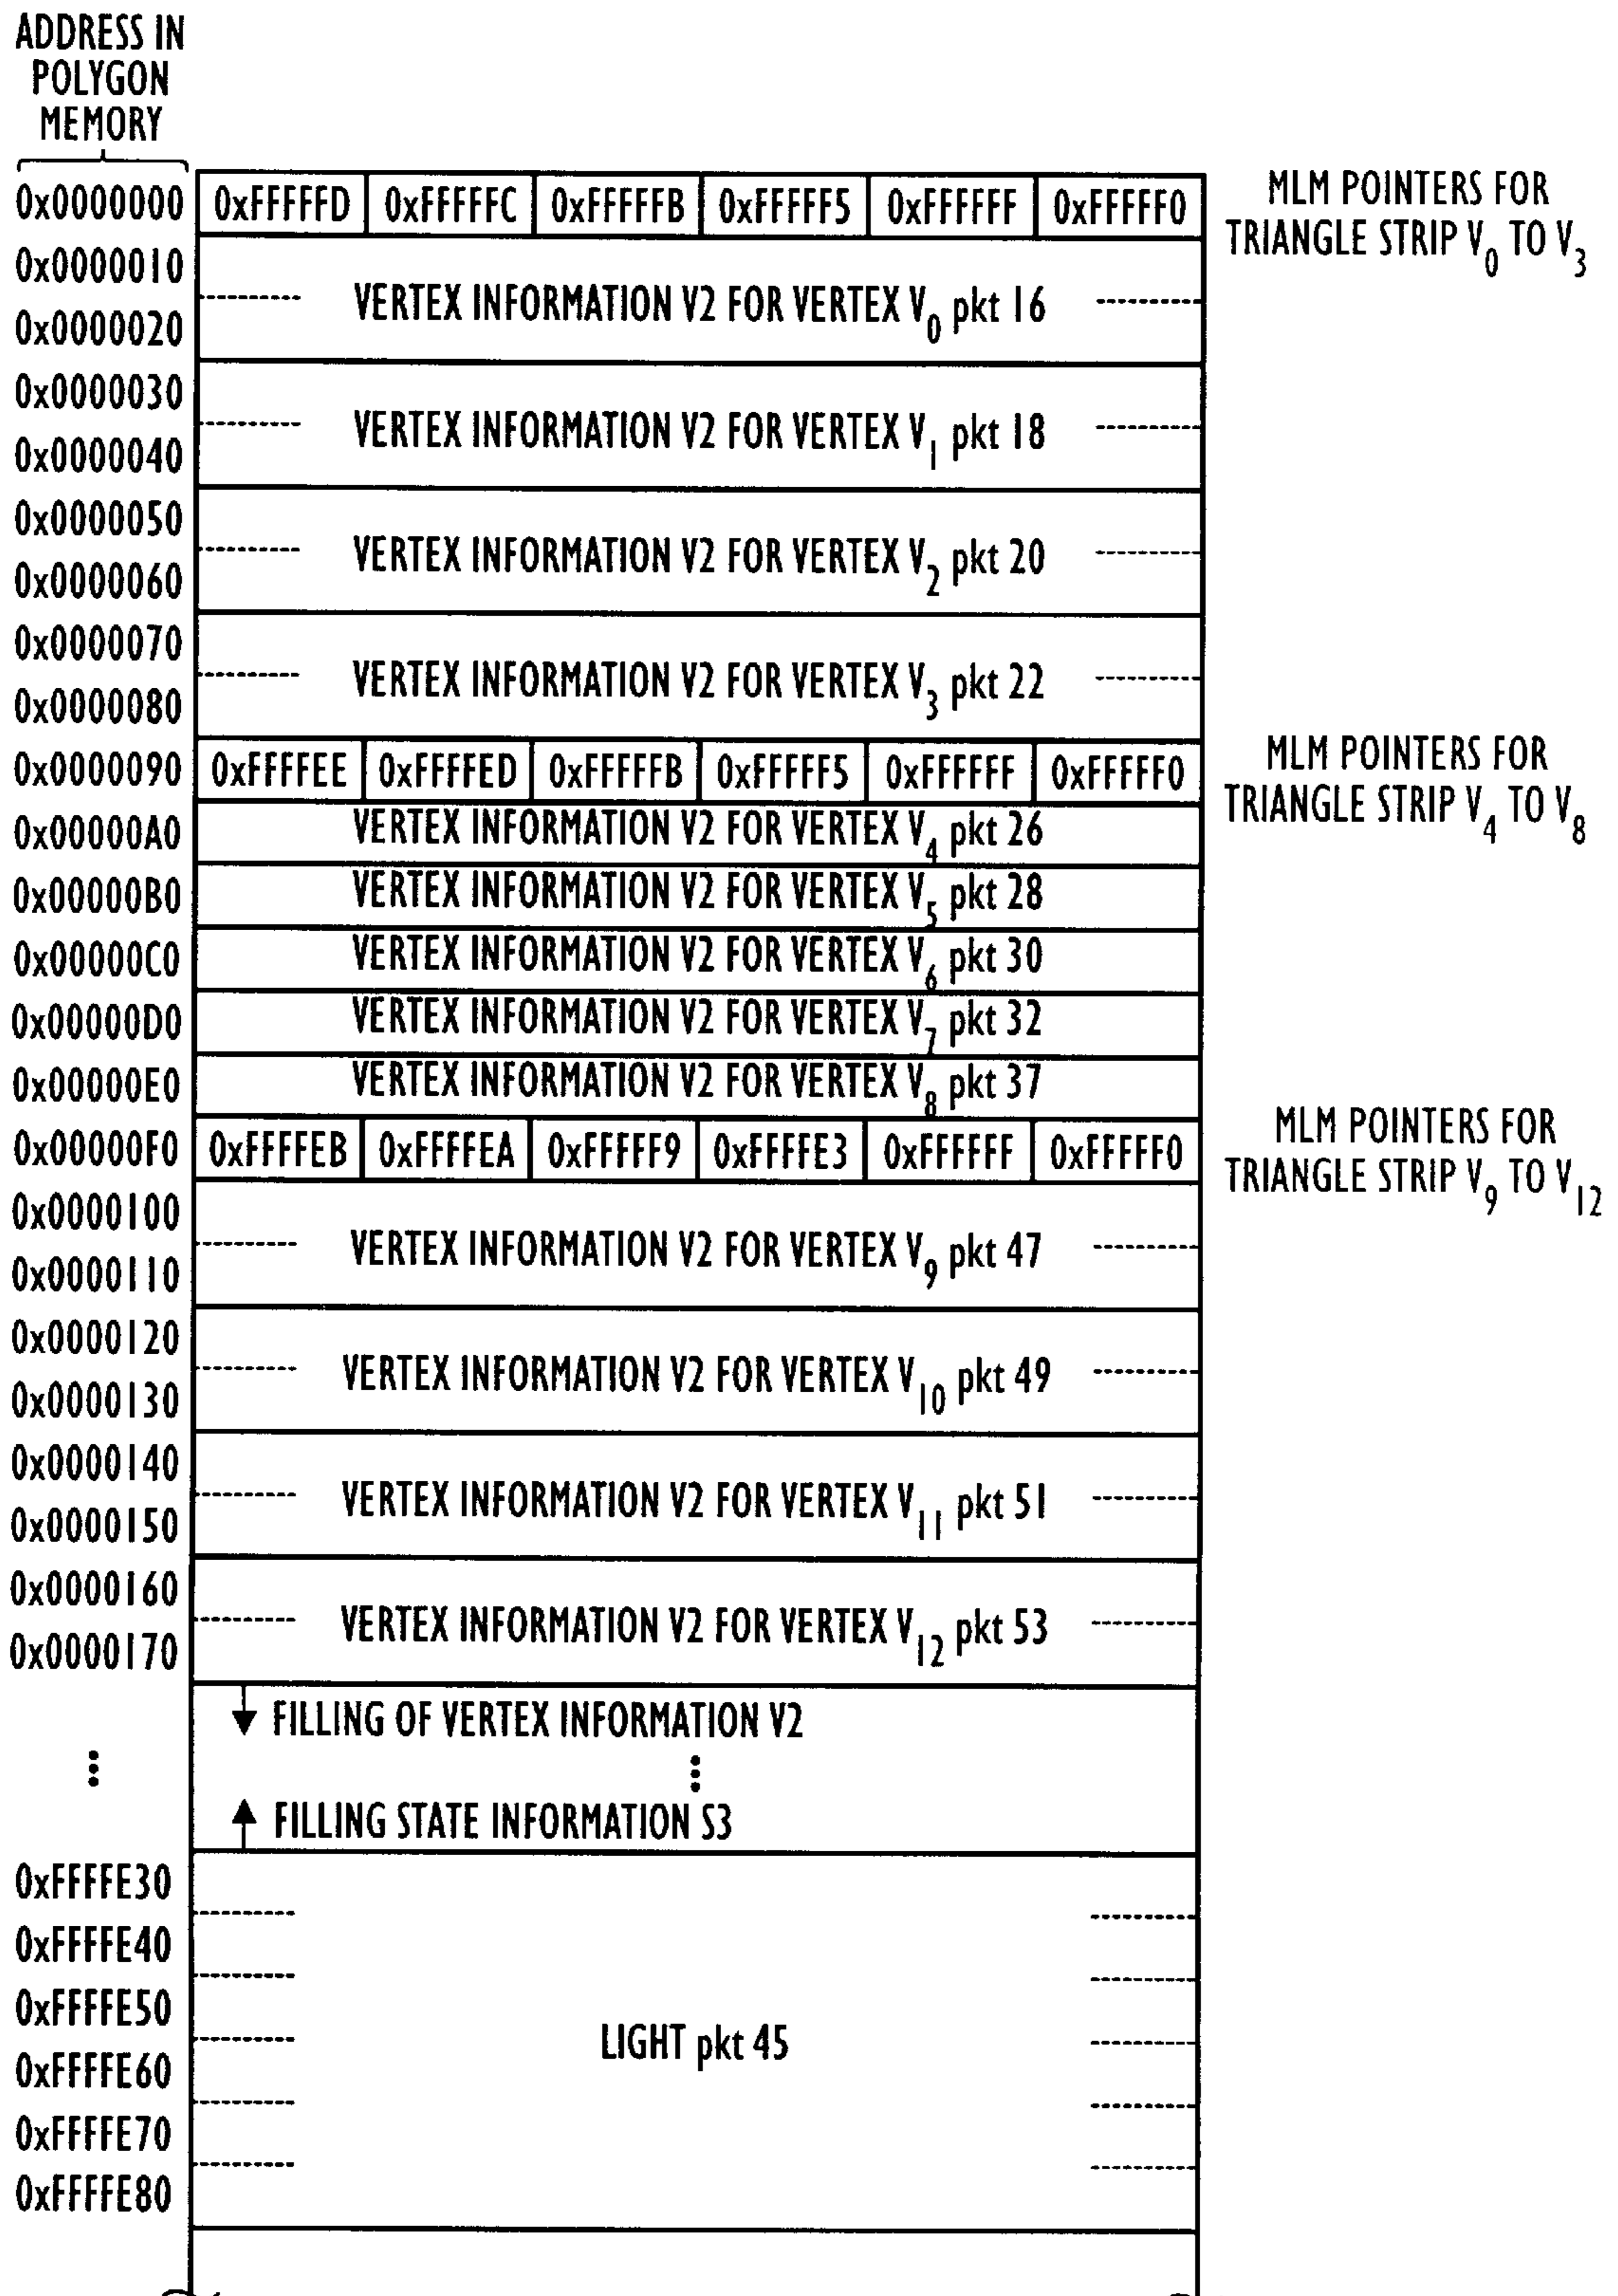 ADDRESS IN
POLYGON
MEMORY
0x0000000 0xFFFFFD 0xFFFFFC 0xFFFFFB 0xFFFFF5 0xFFFFFF 0xFFFFF0
MLM POINTERS FOR
TRIANGLE STRIP V0 TO V3
0x0000010
VERTEX INFORMATION V2 FOR VERTEX V0 pkt 16
0x0000020
0x0000030
VERTEX INFORMATION V2 FOR VERTEX V1 pkt 18
0x0000040
0x0000050
VERTEX INFORMATION V2 FOR VERTEX V2 pkt 20
0x0000060
0x0000070
VERTEX INFORMATION V2 FOR VERTEX V3 pkt 22
0x0000080
0x0000090 0xFFFFEE 0xFFFFED 0xFFFFFB 0xFFFFF5 0xFFFFFF 0xFFFFF0
MLM POINTERS FOR
TRIANGLE STRIP V4 TO V8
0x00000A0 VERTEX INFORMATION V2 FOR VERTEX V4 pkt 26
0x00000B0 VERTEX INFORMATION V2 FOR VERTEX V5 pkt 28
0x00000C0 VERTEX INFORMATION V2 FOR VERTEX V6 pkt 30
0x00000D0 VERTEX INFORMATION V2 FOR VERTEX V7 pkt 32
0x00000E0 VERTEX INFORMATION V2 FOR VERTEX V8 pkt 37
0x00000F0 0xFFFFEB 0xFFFFEA 0xFFFFF9 0xFFFFE3 0xFFFFFF 0xFFFFF0
MLM POINTERS FOR
TRIANGLE STRIP V9 TO V12
0x0000100
VERTEX INFORMATION V2 FOR VERTEX V9 pkt 47
0x0000110
0x0000120
VERTEX INFORMATION V2 FOR VERTEX V10 pkt 49
0x0000130
0x0000140
VERTEX INFORMATION V2 FOR VERTEX V11 pkt 51
0x0000150
0x0000160
VERTEX INFORMATION V2 FOR VERTEX V12 pkt 53
0x0000170
FILLING OF VERTEX INFORMATION V2
FILLING STATE INFORMATION S3
0xFFFFE30
0xFFFFE40
0xFFFFE50
LIGHT pkt 45
0xFFFFE60
0xFFFFE70
0xFFFFE80